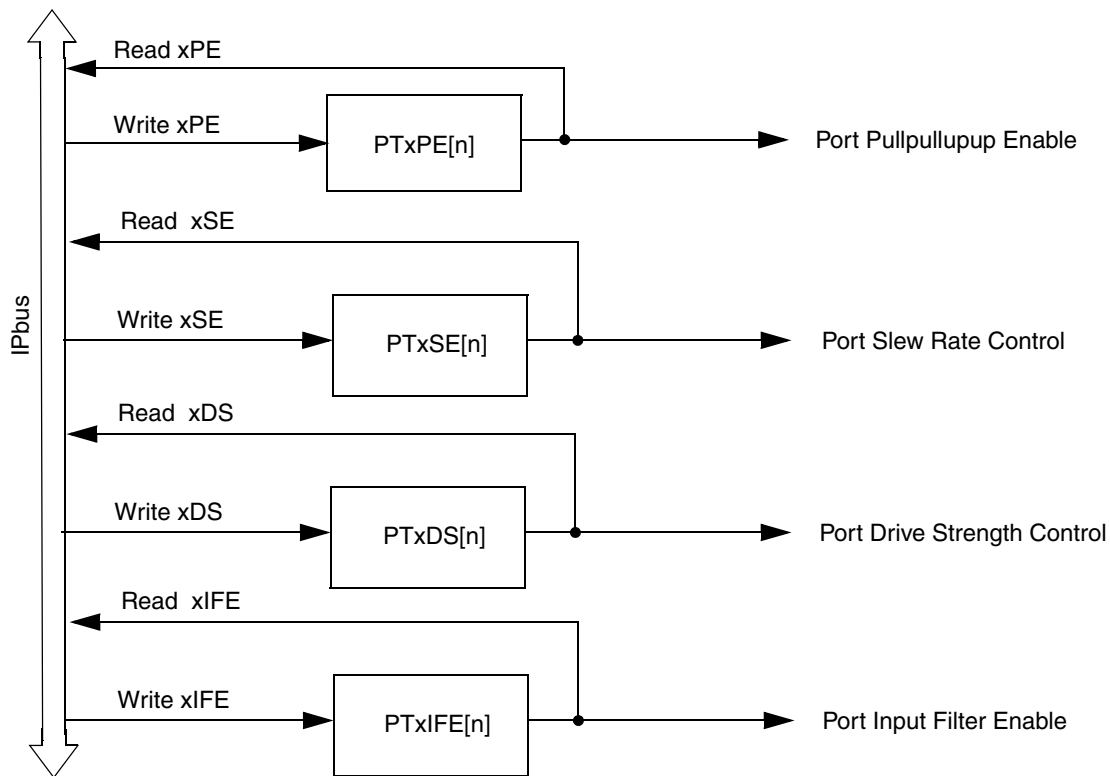 Read xPE
Write xPE
PTxPE[n]
Port Pullpullupup Enable
Read xSE
Write xSE
PTxSE[n]
Port Slew Rate Control
IPbus
Read xDS
Write xDS
PTxDS[n]
Port Drive Strength Control
Read xIFE
Write xIFE
PTxIFE[n]
Port Input Filter Enable